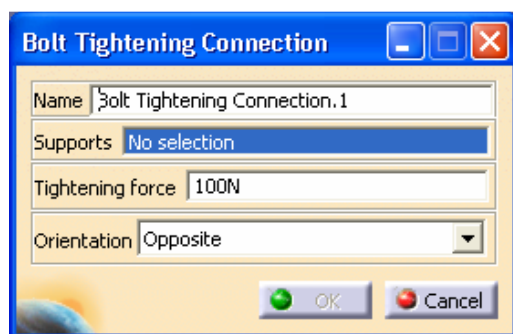 Bolt Tightening Connection
Name Bolt Tightening Connection.1
Supports No selection
Tightening force 100N
Orientation Opposite
OK Cancel